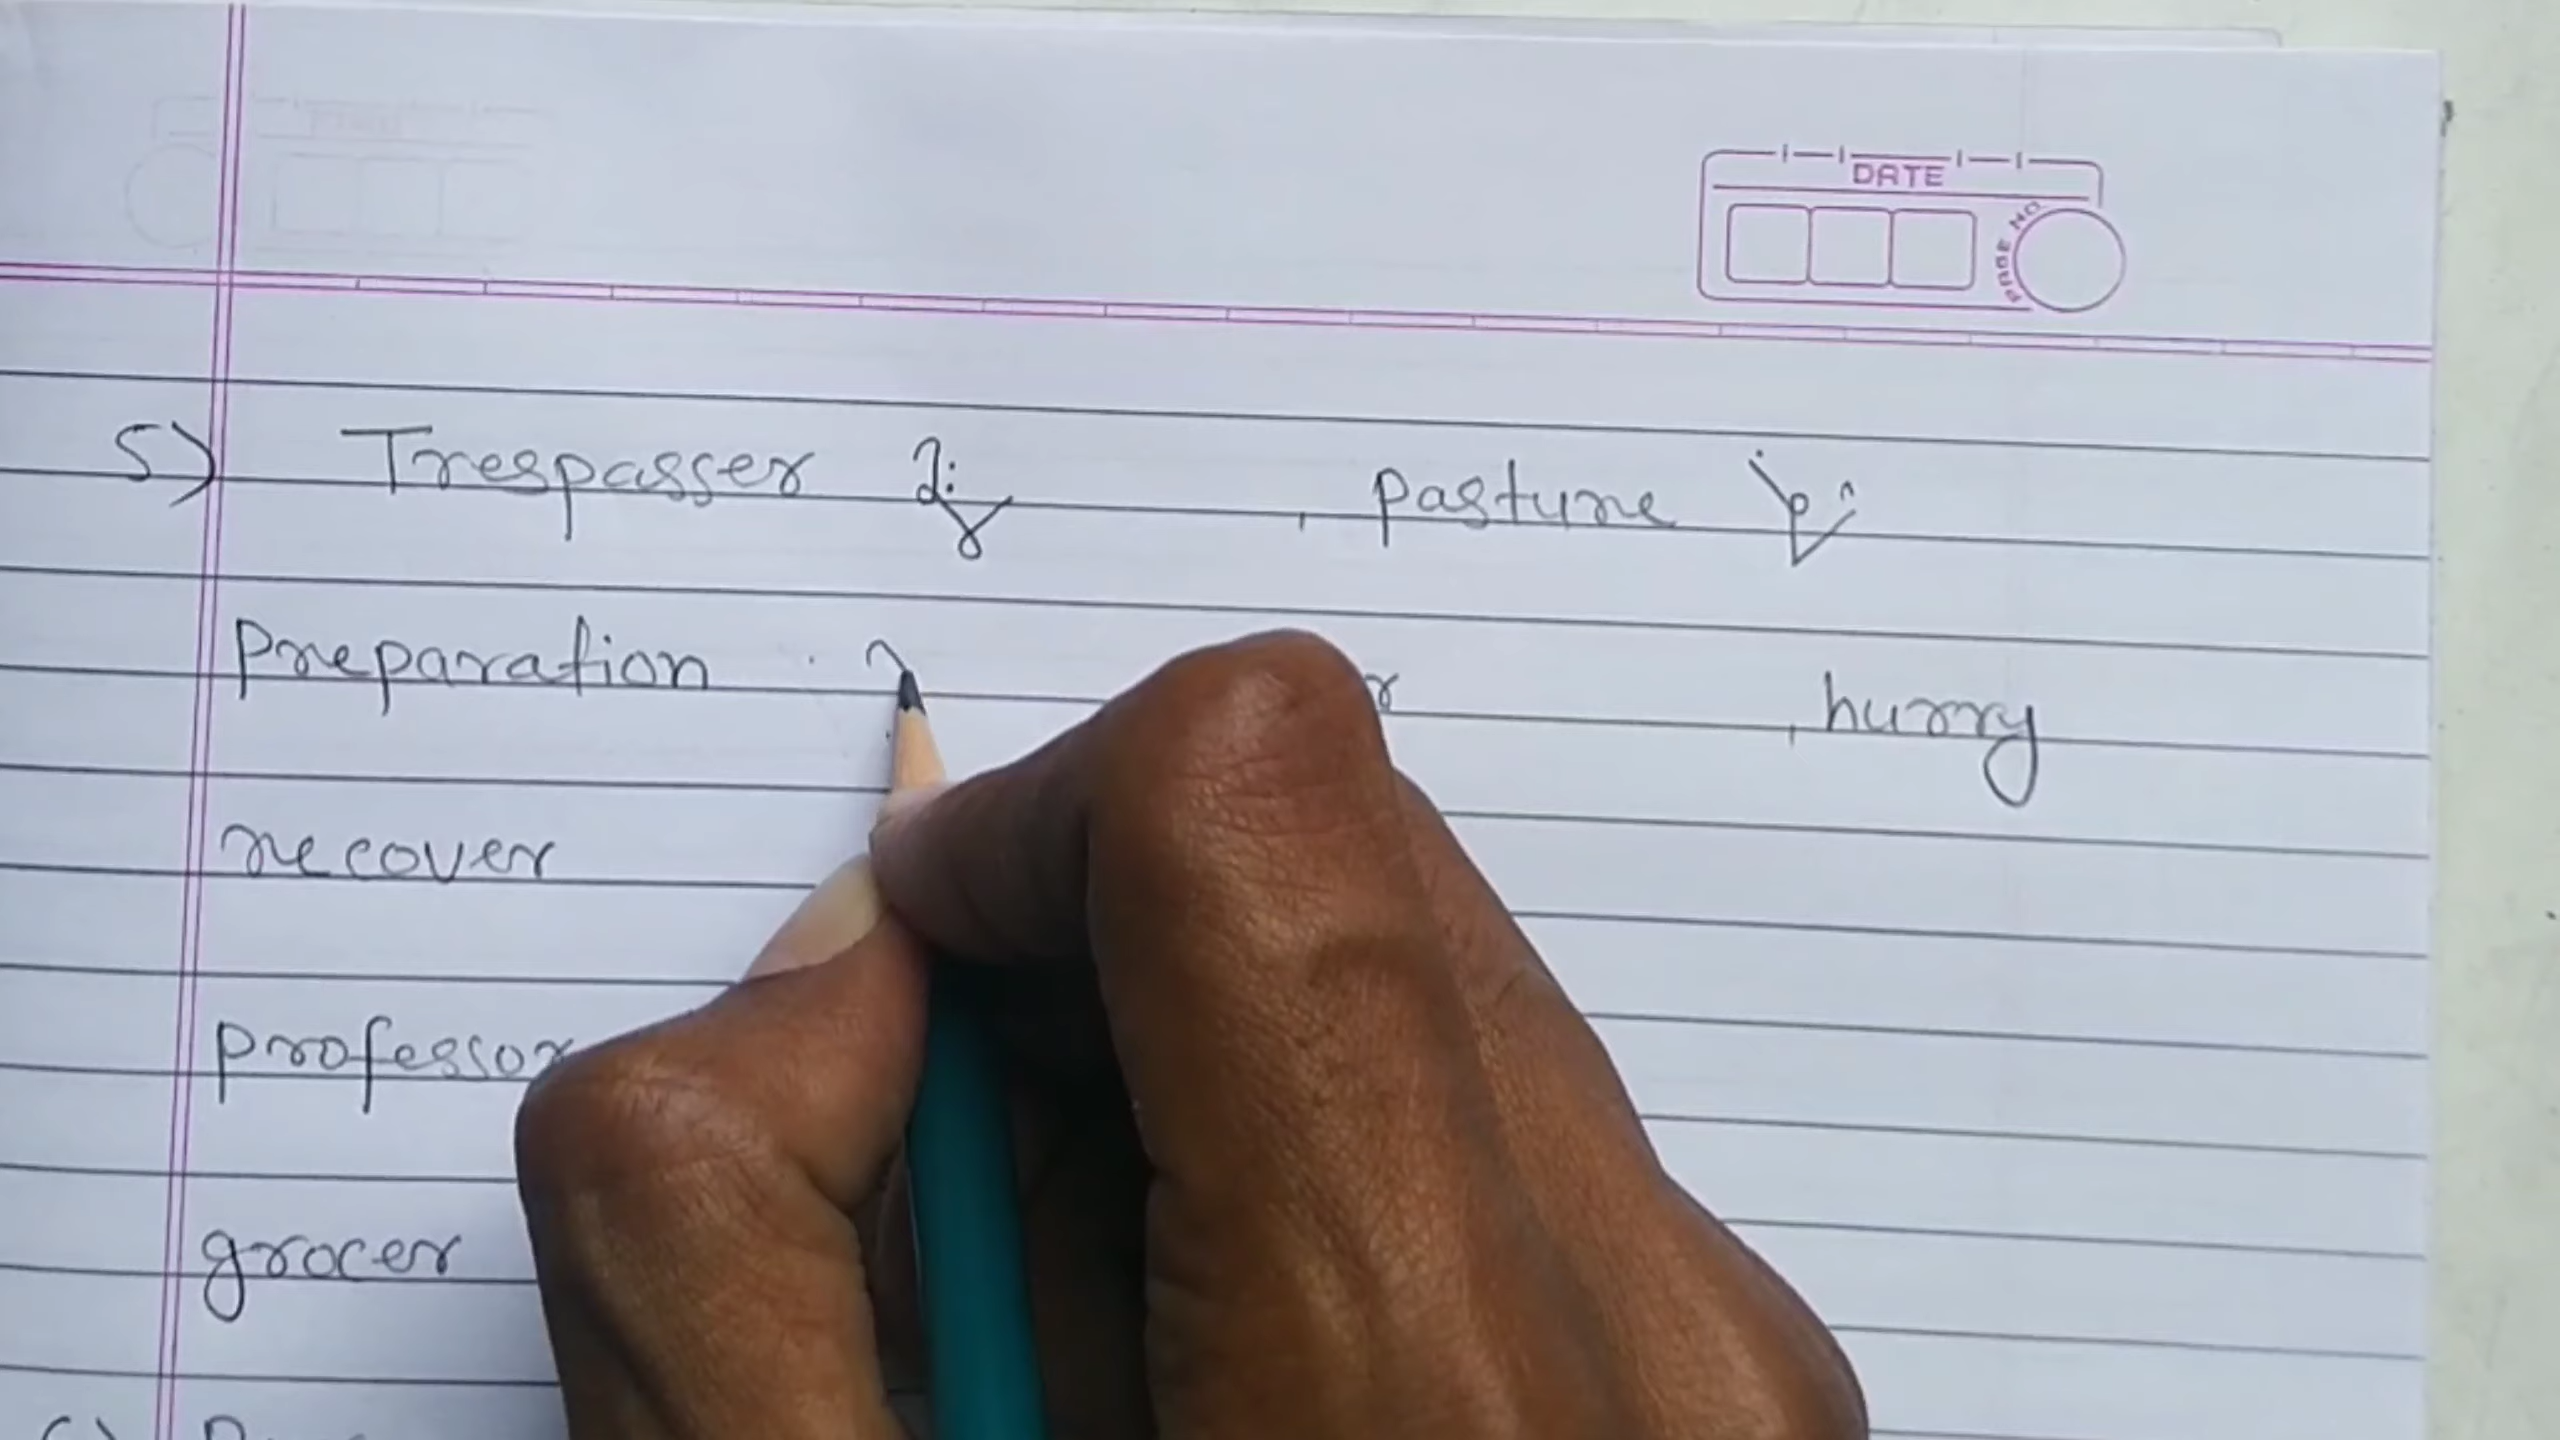 DATE
PAGE NO.
5) Trespasser , pasture
preparation , hurry
recover
professor
grocer